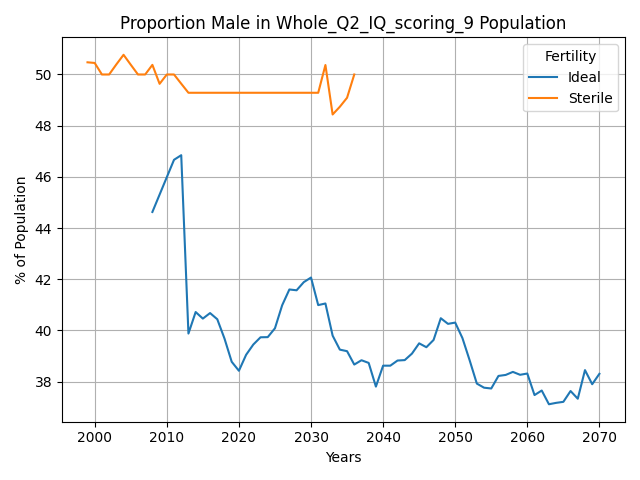 Proportion Male in Whole_Q2_IQ_scoring_9 Population
% of Population
50
48
46
44
42
40
38
Fertility
Ideal
Sterile
2000 2010 2020 2030 2040 2050 2060 2070
Years